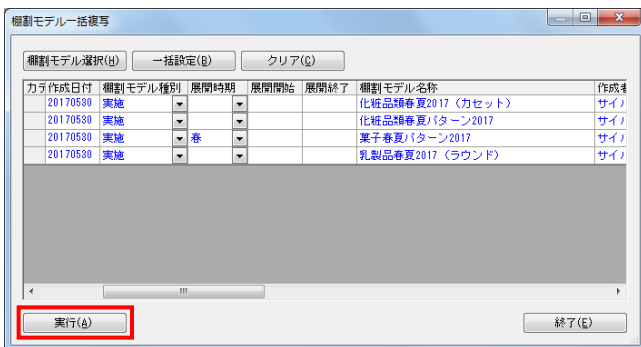 棚割モデル一括複写
棚割モデル選択(H) 一括設定(B) クリア(C)
カラ 作成日付 棚割モデル種別 展開時期 展開開始 展開終了 棚割モデル名称 作成者
20170530 実施 化粧品類春夏2017（カセット） サイバ
20170530 実施 化粧品類春夏パターン2017 サイバ
20170530 実施 春 菓子春夏パターン2017 サイバ
20170530 実施 乳製品春夏2017（ラウンド） サイバ
実行(A) 終了(E)